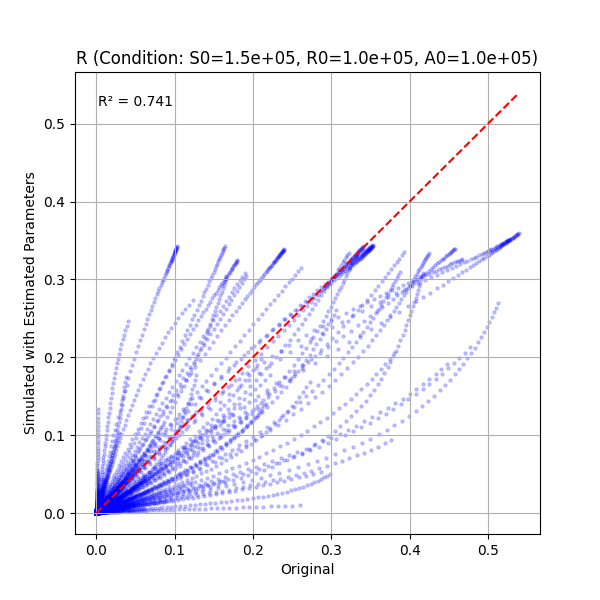 R (Condition: S0=1.5e+05, R0=1.0e+05, A0=1.0e+05)
R² = 0.741
Simulated with Estimated Parameters
0.5
0.4
0.3
0.2
0.1
0.0
0.0 0.1 0.2 0.3 0.4 0.5
Original